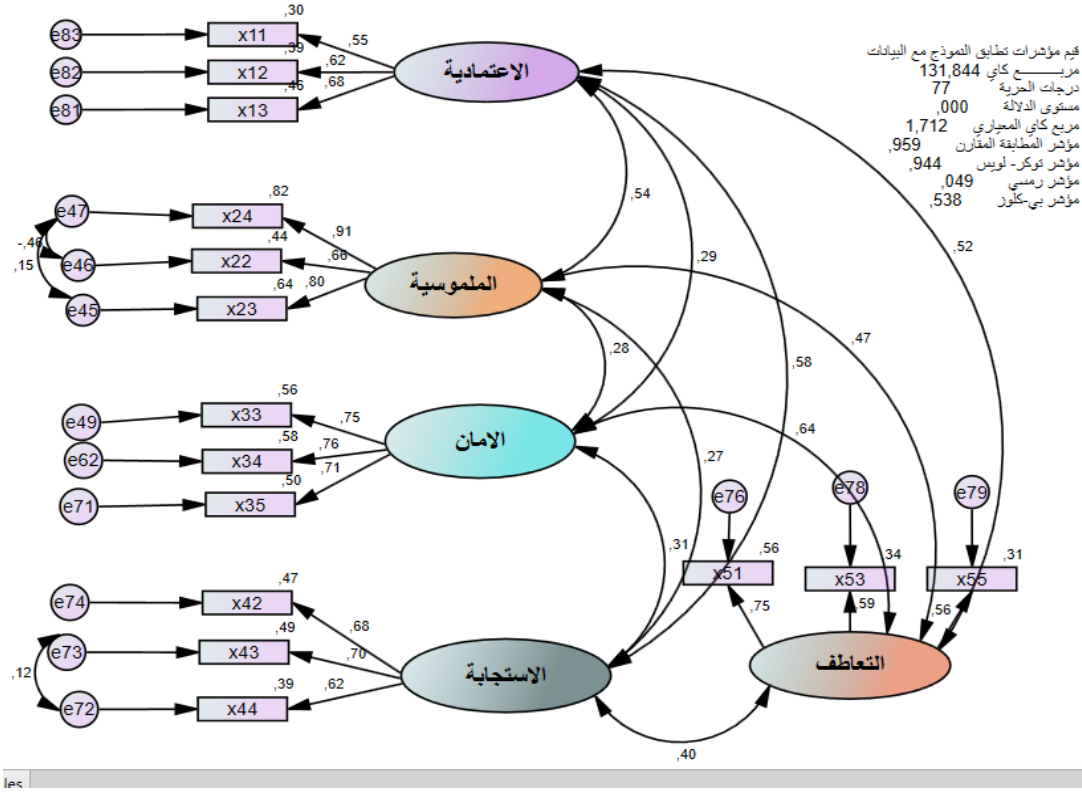 ,30
e83 x11 ,55
الاعتمادية
,39
e82 x12 ,62
,46
e81 x13 ,68
قيم مؤشرات تطابق النموذج مع البيانات
مربـــــــع كاي 131,844
درجات الحرية 77
مستوى الدلالة ,000
مربع كاي المعياري 1,712
مؤشر المطابقة المقارن ,959
مؤشر توكر- لويس ,944
مؤشر رمسي ,049
مؤشر بي-كلوز ,538
,82
e47 x24 ,91
,44
-,46 e46 x22 ,66
,15
الملموسية
,64
e45 x23 ,80
,54
,29
,52
,28
,58
,47
,56
e49 x33 ,75
,58
e62 x34 ,76
الامان
,50
e71 x35 ,71
,64
,27
,31
e76 e78 e79
,56 ,34 ,31
x51 x53 x55
,75 ,59 ,56
التعاطف
,47
e74 x42 ,68
,49
e73 x43 ,70
,12
الاستجابة
,39
e72 x44 ,62
,40
les